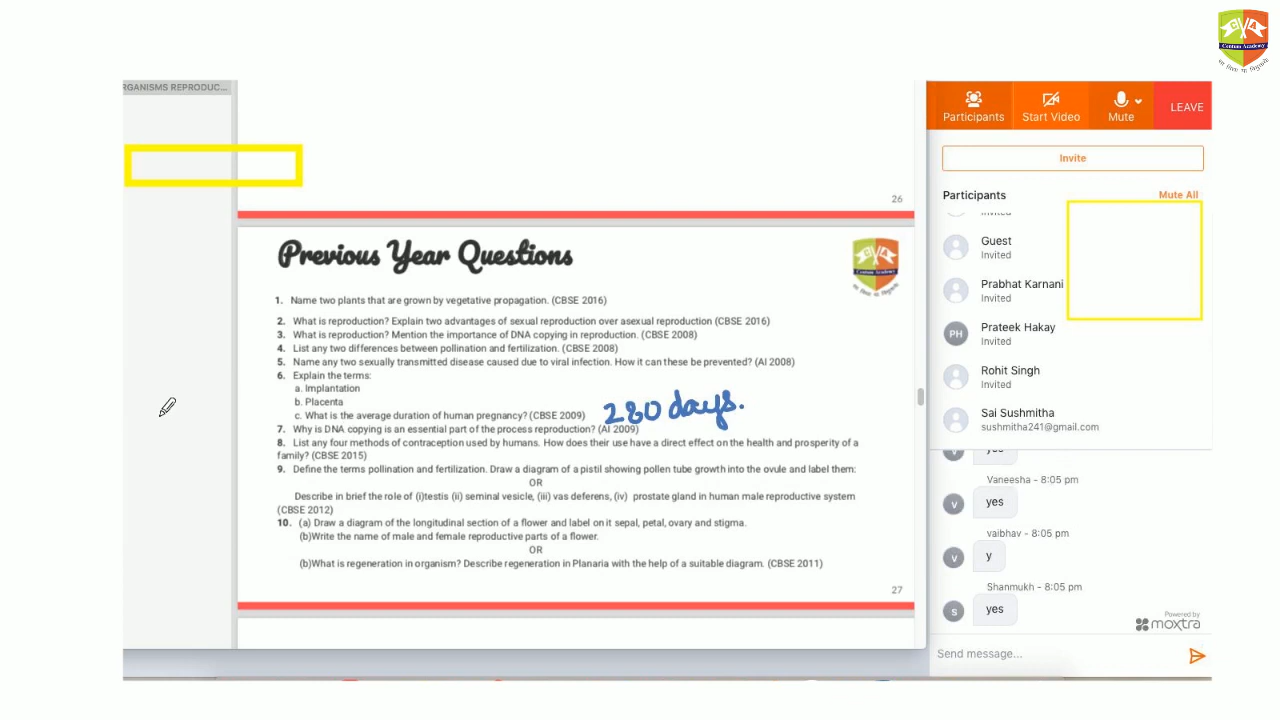 Contum Academy
RGANISMS REPRODUC...
Participants
Start Video
Mute
LEAVE
Invite
Participants
Mute All
Invited
Guest
Invited
Prabhat Karnani
Invited
PH
Prateek Hakay
Invited
Rohit Singh
Invited
Sai Sushmitha
sushmitha241@gmail.com
yes
Vaneesha - 8:05 pm
v
yes
vaibhav - 8:05 pm
v
y
Shanmukh - 8:05 pm
s
yes
Powered by
moxtra
Send message...
26
Previous Year Questions
1. Name two plants that are grown by vegetative propagation. (CBSE 2016)
2. What is reproduction? Explain two advantages of sexual reproduction over asexual reproduction (CBSE 2016)
3. What is reproduction? Mention the importance of DNA copying in reproduction. (CBSE 2008)
4. List any two differences between pollination and fertilization. (CBSE 2008)
5. Name any two sexually transmitted disease caused due to viral infection. How it can these be prevented? (AI 2008)
6. Explain the terms:
a. Implantation
b. Placenta
c. What is the average duration of human pregnancy? (CBSE 2009)
280 days.
7. Why is DNA copying is an essential part of the process reproduction? (AI 2009)
8. List any four methods of contraception used by humans. How does their use have a direct effect on the health and prosperity of a
family? (CBSE 2015)
9. Define the terms pollination and fertilization. Draw a diagram of a pistil showing pollen tube growth into the ovule and label them:
OR
Describe in brief the role of (i)testis (ii) seminal vesicle, (iii) vas deferens, (iv) prostate gland in human male reproductive system
(CBSE 2012)
10. (a) Draw a diagram of the longitudinal section of a flower and label on it sepal, petal, ovary and stigma.
(b)Write the name of male and female reproductive parts of a flower.
OR
(b)What is regeneration in organism? Describe regeneration in Planaria with the help of a suitable diagram. (CBSE 2011)
27